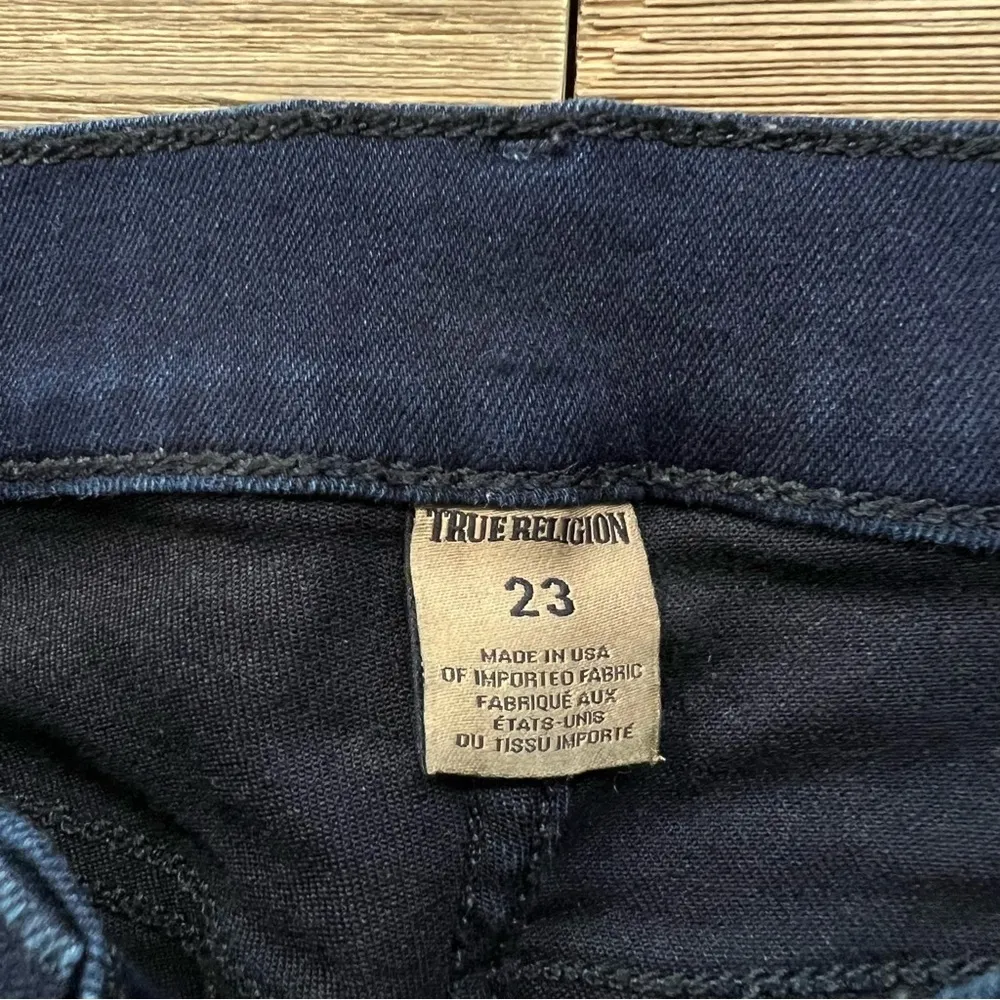 TRUE RELIGION
23
MADE IN USA
OF IMPORTED FABRIC
FABRIQUÉ AUX
ÉTATS-UNIS
DU TISSU IMPORTÉ